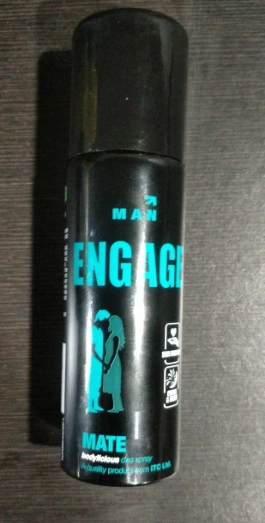 MAN
ENGAGE
MATE
bodylicious deo spray
A quality product from ITC Ltd.